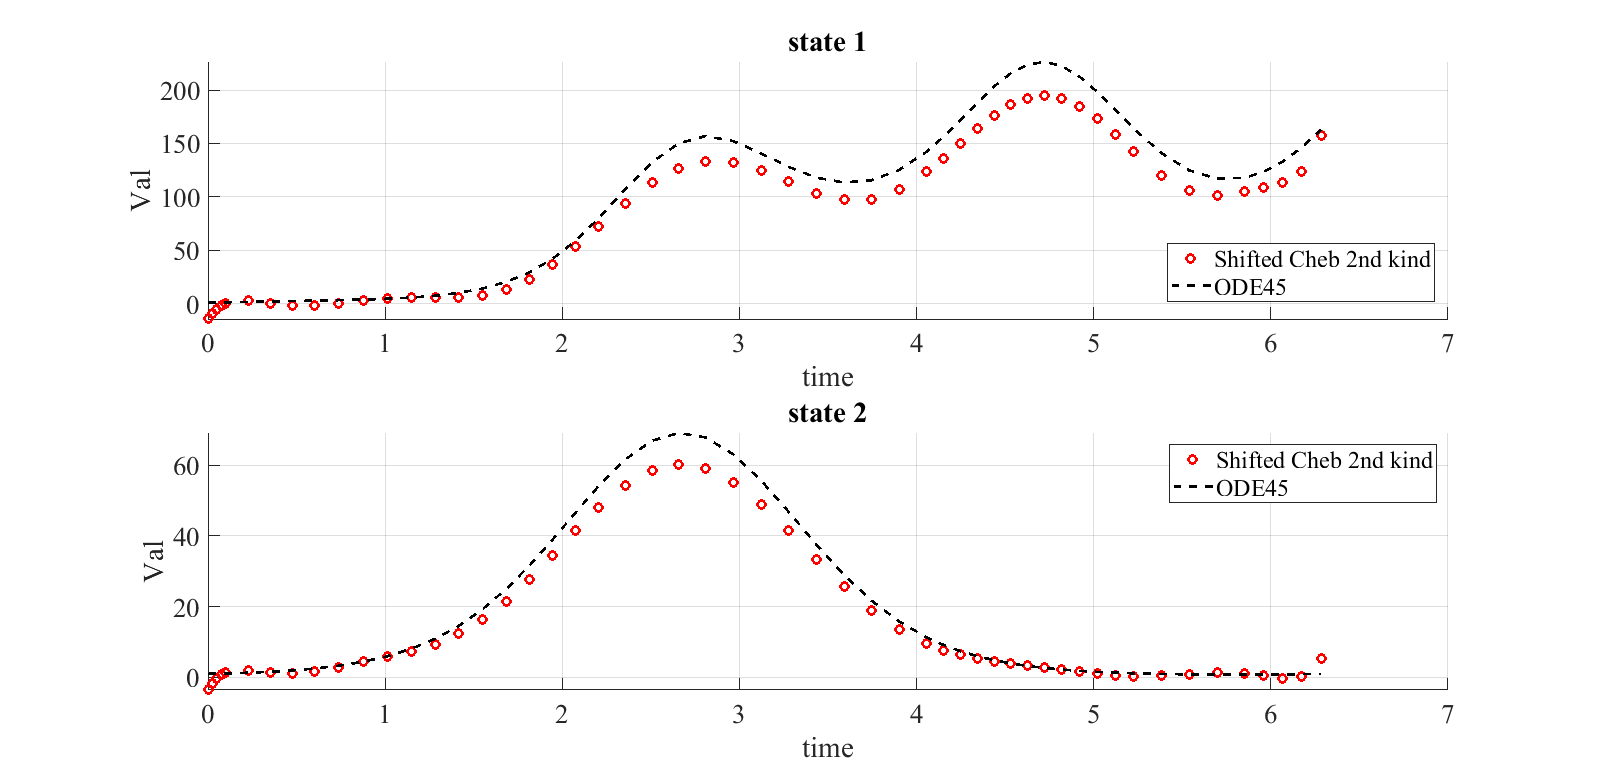 state 1
Val
200
150
100
50
0
0 1 2 3 4 5 6 7
time
Shifted Cheb 2nd kind
ODE45
state 2
Val
60
40
20
0
0 1 2 3 4 5 6 7
time
Shifted Cheb 2nd kind
ODE45